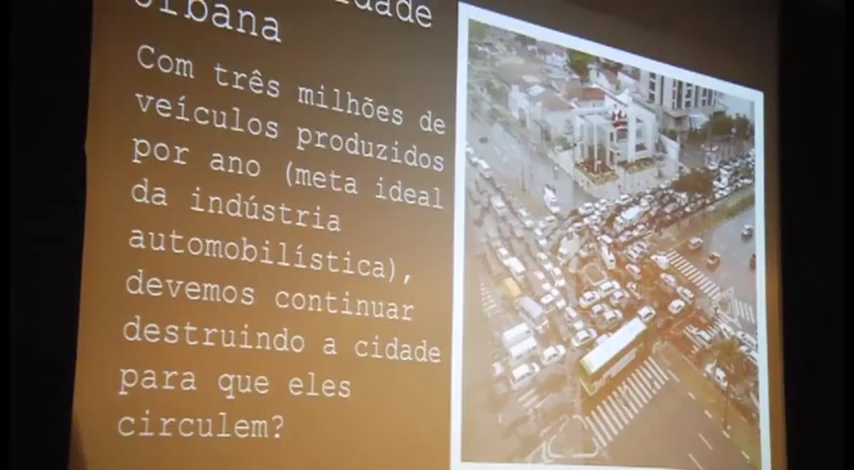 urbana
Com três milhões de
veículos produzidos
por ano (meta ideal
da indústria
automobilística),
devemos continuar
destruindo a cidade
para que eles
circulem?